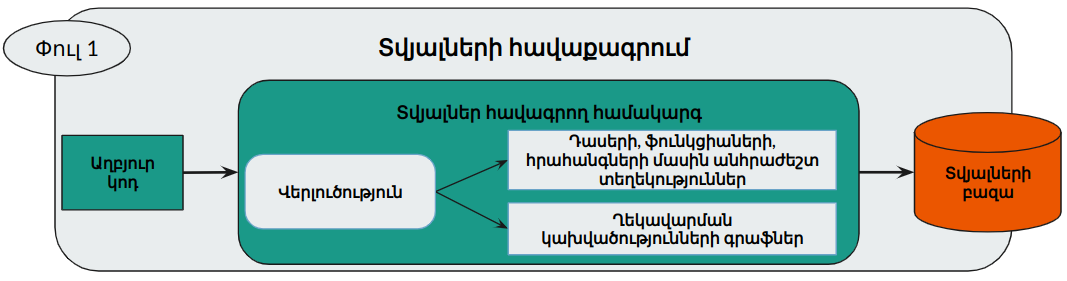 Փուլ 1
Տվյալների հավաքագրում
Տվյալներ հավագրող համակարգ
Աղբյուր
կոդ
Վերլուծություն
Դասերի, ֆունկցիաների,
հրահանգների մասին անհրաժեշտ
տեղեկություններ
Ղեկավարման
կախվածությունների գրաֆներ
Տվյալների
բազա